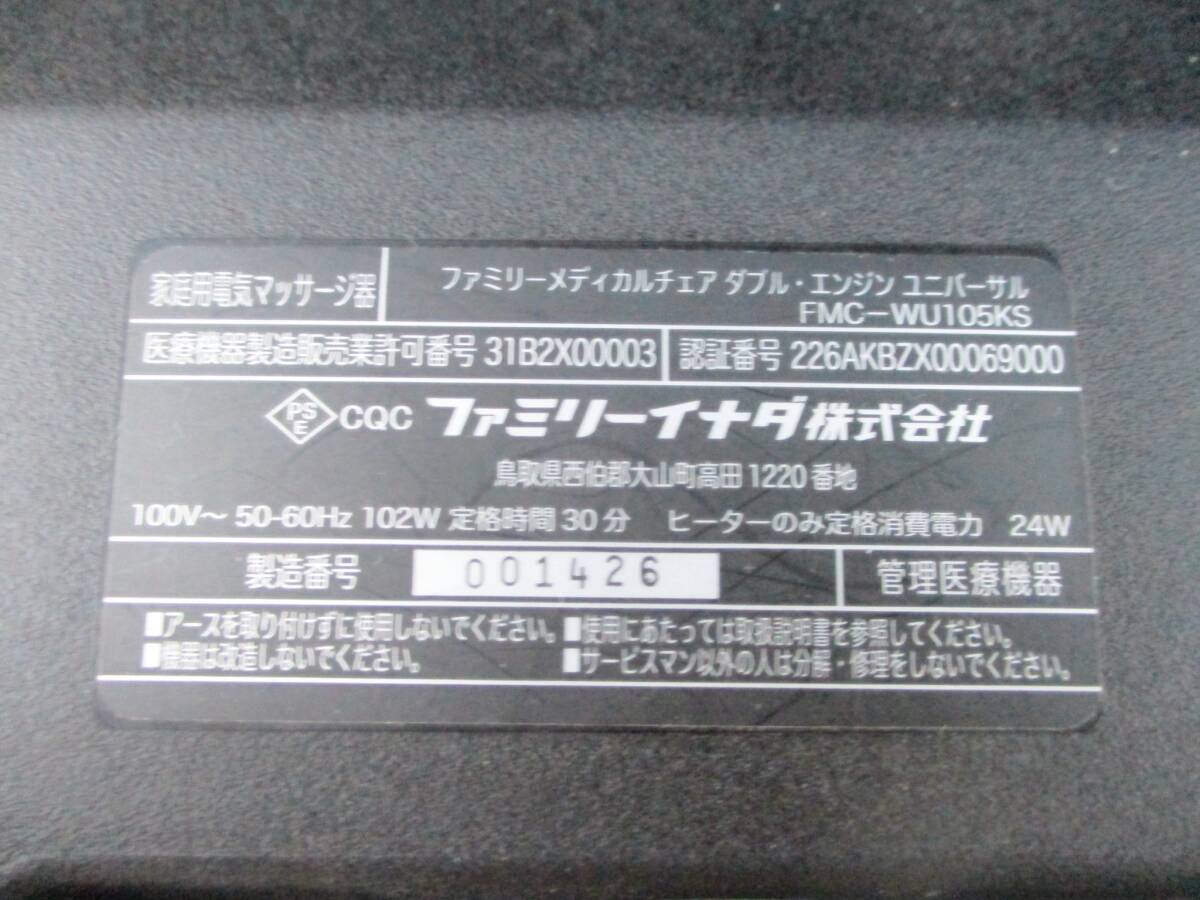 家庭用電気マッサージ器
ファミリーメディカルチェア ダブル・エンジン ユニバーサル
FMC-WU105KS
医療機器製造販売業許可番号 31B2X00003
認証番号 226AKBZX00069000
PSE CQC ファミリーイナダ株式会社
鳥取県西伯郡大山町高田1220番地
100V～ 50-60Hz 102W 定格時間30分 ヒーターのみ定格消費電力 24W
製造番号 001426 管理医療機器
■アースを取り付けずに使用しないでください。 ■使用にあたっては取扱説明書を参照してください。
■機器は改造しないでください。 ■サービスマン以外の人は分解・修理をしないでください。